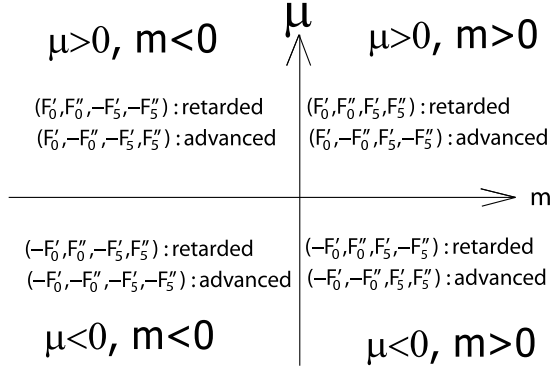 μ>0, m<0
μ
μ>0, m>0
(F₀′,F₀″,−F₅′,−F₅″) : retarded
(F₀′,F₀″,F₅′,F₅″) : retarded
(F₀′,−F₀″,−F₅′,F₅″) : advanced
(F₀′,−F₀″,F₅′,−F₅″) : advanced
m
(−F₀′,F₀″,−F₅′,F₅″) : retarded
(−F₀′,F₀″,F₅′,−F₅″) : retarded
(−F₀′,−F₀″,−F₅′,−F₅″) : advanced
(−F₀′,−F₀″,F₅′,F₅″) : advanced
μ<0, m<0
μ<0, m>0